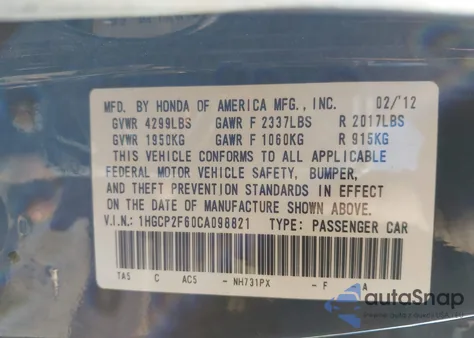 MFD. BY HONDA OF AMERICA MFG., INC. 02/'12
GVWR 4299LBS GAWR F 2337LBS R 2017LBS
GVWR 1950KG GAWR F 1060KG R 915KG
THIS VEHICLE CONFORMS TO ALL APPLICABLE
FEDERAL MOTOR VEHICLE SAFETY, BUMPER,
AND THEFT PREVENTION STANDARDS IN EFFECT
ON THE DATE OF MANUFACTURE SHOWN ABOVE.
V.I.N.: 1HGCP2F60CA098821 TYPE: PASSENGER CAR
TA5 C AC5 - NH731PX - F A
autoSnap